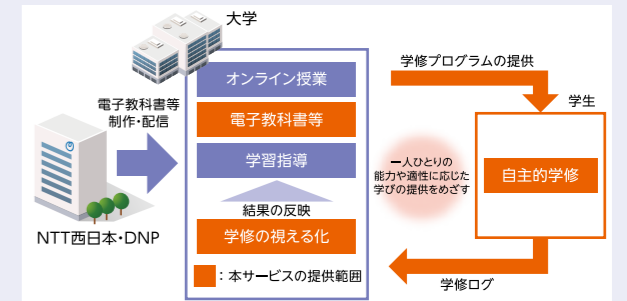 大学
オンライン授業
電子教科書等
学習指導
結果の反映
学修の視える化
：本サービスの提供範囲
電子教科書等
制作・配信
NTT西日本・DNP
学修プログラムの提供
学生
一人ひとりの
能力や適性に応じた
学びの提供をめざす
自主的学修
学修ログ